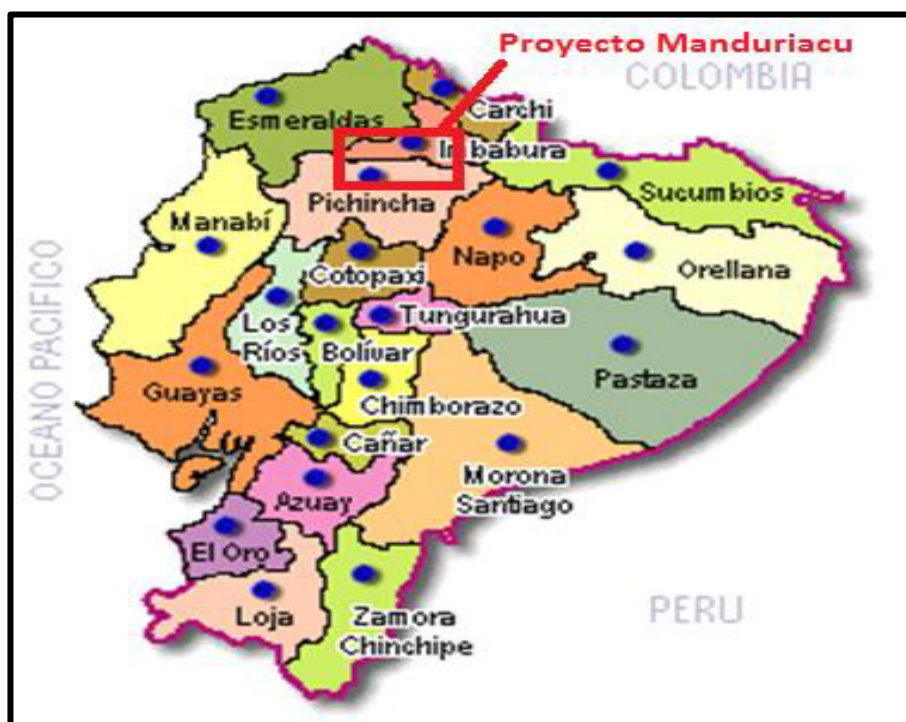 Proyecto Manduriacu
COLOMBIA
Carchi
Esmeraldas
Imbabura
Sucumbios
Pichincha
Manabí
Napo
Orellana
Cotopaxi
Tungurahua
OCEANO PACIFICO
Los
Ríos
Bolívar
Pastaza
Guayas
Chimborazo
Cañar
Morona
Santiago
Azuay
El Oro
Loja
Zamora
Chinchipe
PERU